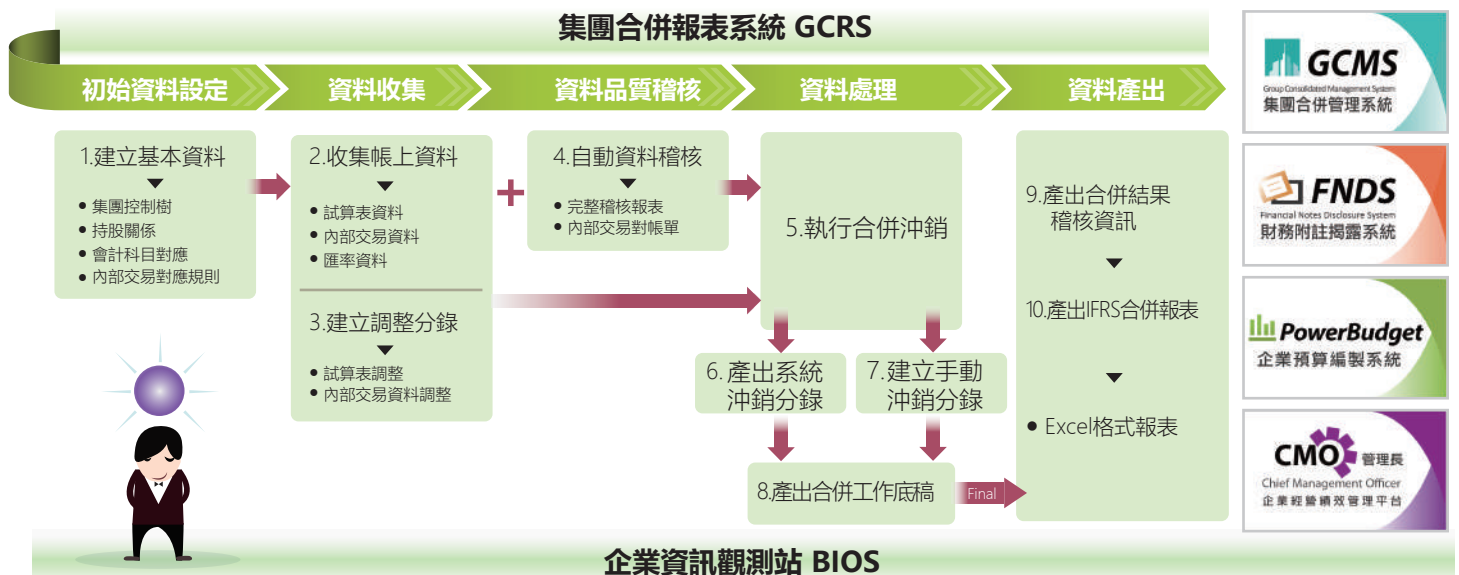 集團合併報表系統 GCRS
初始資料設定
資料收集
資料品質稽核
資料處理
資料產出
1.建立基本資料
● 集團控制樹
● 持股關係
● 會計科目對應
● 內部交易對應規則
2.收集帳上資料
● 試算表資料
● 內部交易資料
● 匯率資料
3.建立調整分錄
● 試算表調整
● 內部交易資料調整
+
4.自動資料稽核
● 完整稽核報表
● 內部交易對帳單
5.執行合併沖銷
6.產出系統
沖銷分錄
7.建立手動
沖銷分錄
8.產出合併工作底稿
Final
9.產出合併結果
稽核資訊
10.產出IFRS合併報表
● Excel格式報表
GCMS
Group Consolidated Management System
集團合併管理系統
FNDS
Financial Notes Disclosure System
財務附註揭露系統
PowerBudget
企業預算編製系統
CMO 管理長
Chief Management Officer
企業經營績效管理平台
企業資訊觀測站 BIOS